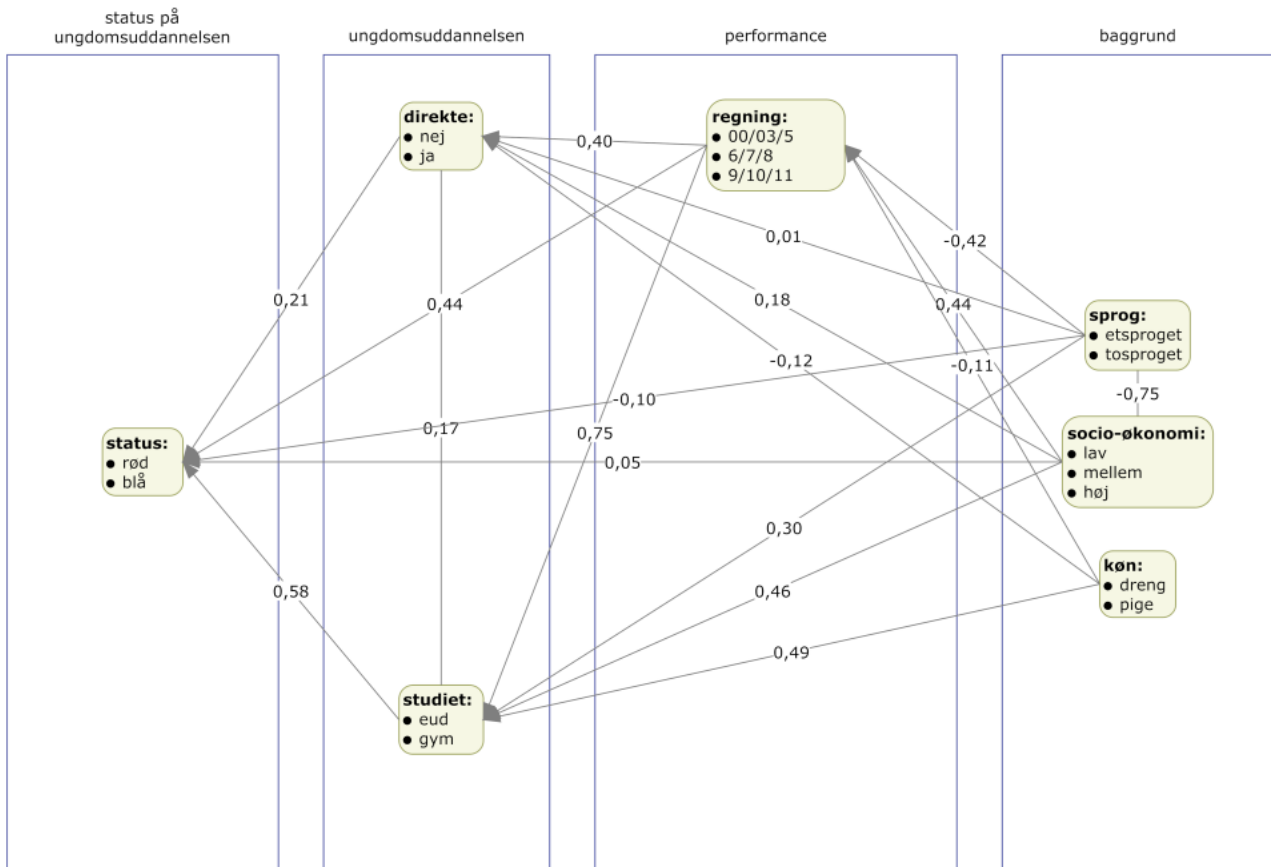 status på
ungdomsuddannelsen
ungdomsuddannelsen
performance
baggrund
direkte:
● nej
● ja
regning:
● 00/03/5
● 6/7/8
● 9/10/11
sprog:
● etsproget
● tosproget
status:
● rød
● blå
socio-økonomi:
● lav
● mellem
● høj
køn:
● dreng
● pige
studiet:
● eud
● gym
0,40
0,01
-0,42
0,21
0,44
0,18
0,44
-0,12
-0,11
-0,10
-0,75
0,17
0,75
0,05
0,30
0,58
0,46
0,49